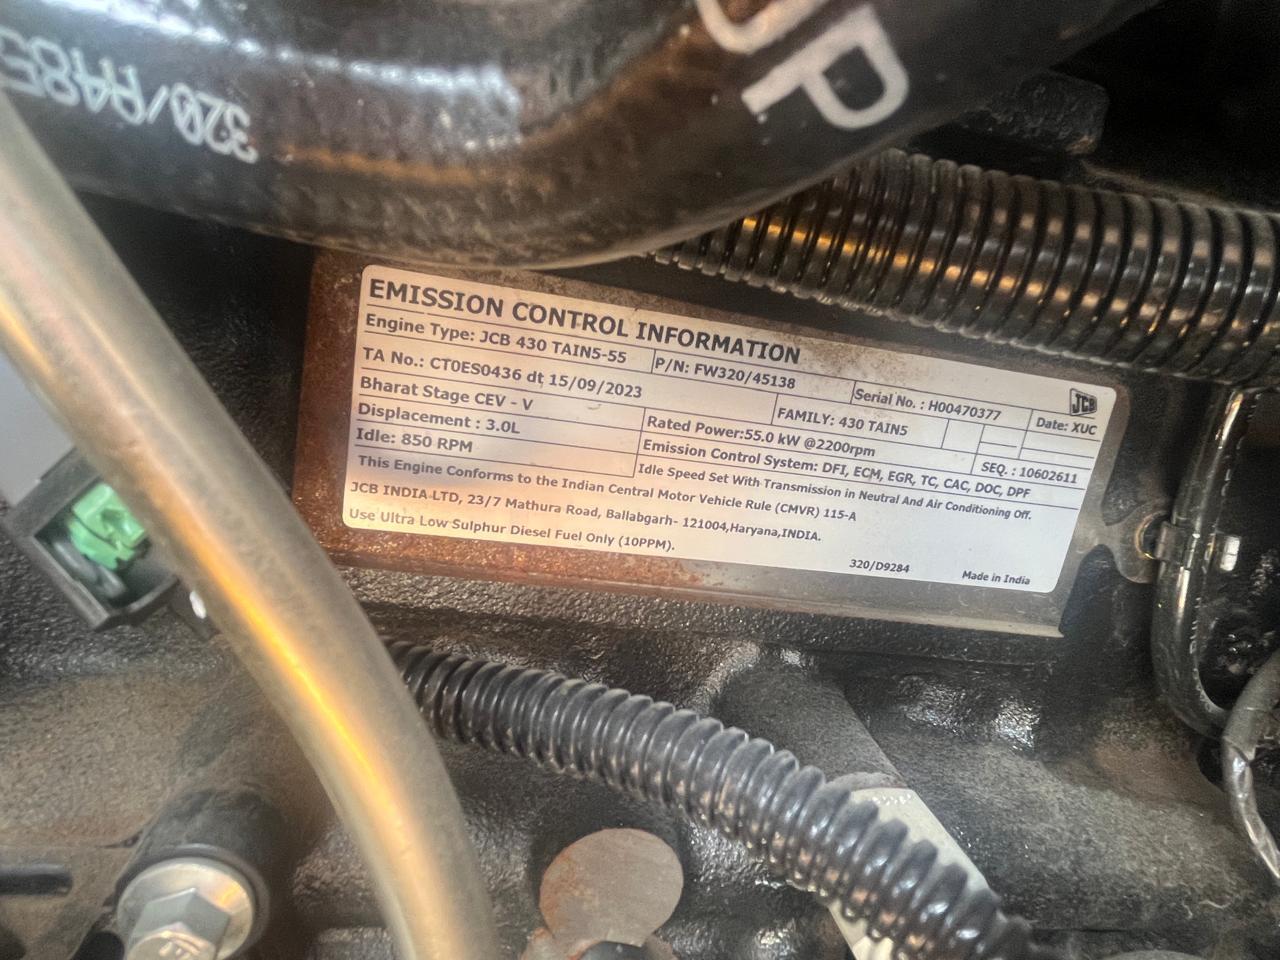 UP
320/AA85
EMISSION CONTROL INFORMATION
JCB
Engine Type: JCB 430 TAIN5-55 P/N: FW320/45138 Serial No. : H00470377 Date: XUC
TA No.: CT0ES0436 dt 15/09/2023 FAMILY: 430 TAIN5
Bharat Stage CEV - V Rated Power:55.0 kW @2200rpm SEQ. : 10602611
Displacement : 3.0L Emission Control System: DFI, ECM, EGR, TC, CAC, DOC, DPF
Idle: 850 RPM Idle Speed Set With Transmission in Neutral And Air Conditioning Off.
This Engine Conforms to the Indian Central Motor Vehicle Rule (CMVR) 115-A
JCB INDIA LTD, 23/7 Mathura Road, Ballabgarh- 121004,Haryana,INDIA.
Use Ultra Low Sulphur Diesel Fuel Only (10PPM).
320/D9284 Made in India